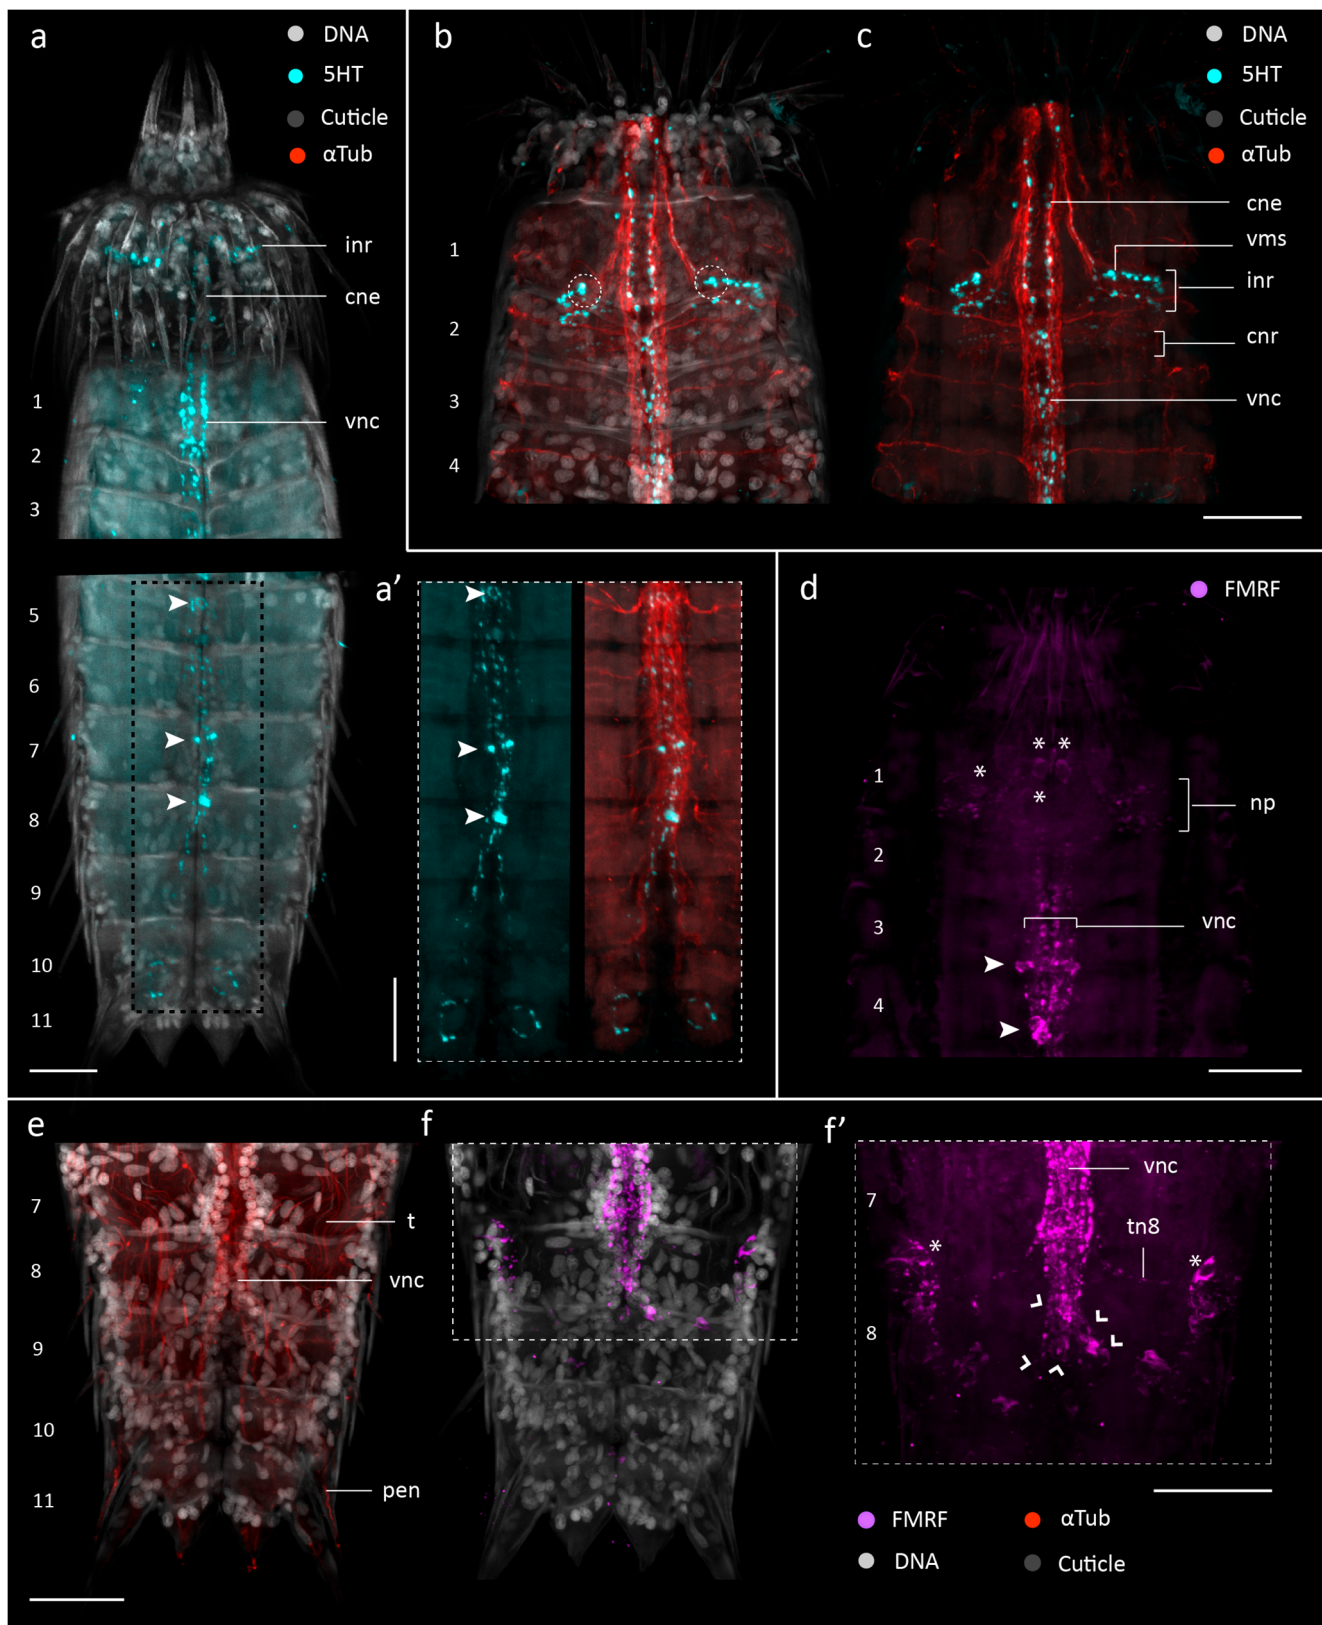 a
DNA
5HT
Cuticle
αTub
inr
cne
1
vnc
2
3
b
1
2
3
4
c
DNA
5HT
Cuticle
αTub
cne
vms
inr
cnr
vnc
5
6
7
8
9
10
11
a’
d
FMRF
*
*
*
1
*
np
2
3
vnc
4
e
7
t
8
vnc
9
10
pen
11
f
f’
vnc
7
tn8
*
*
8
FMRF
αTub
DNA
Cuticle